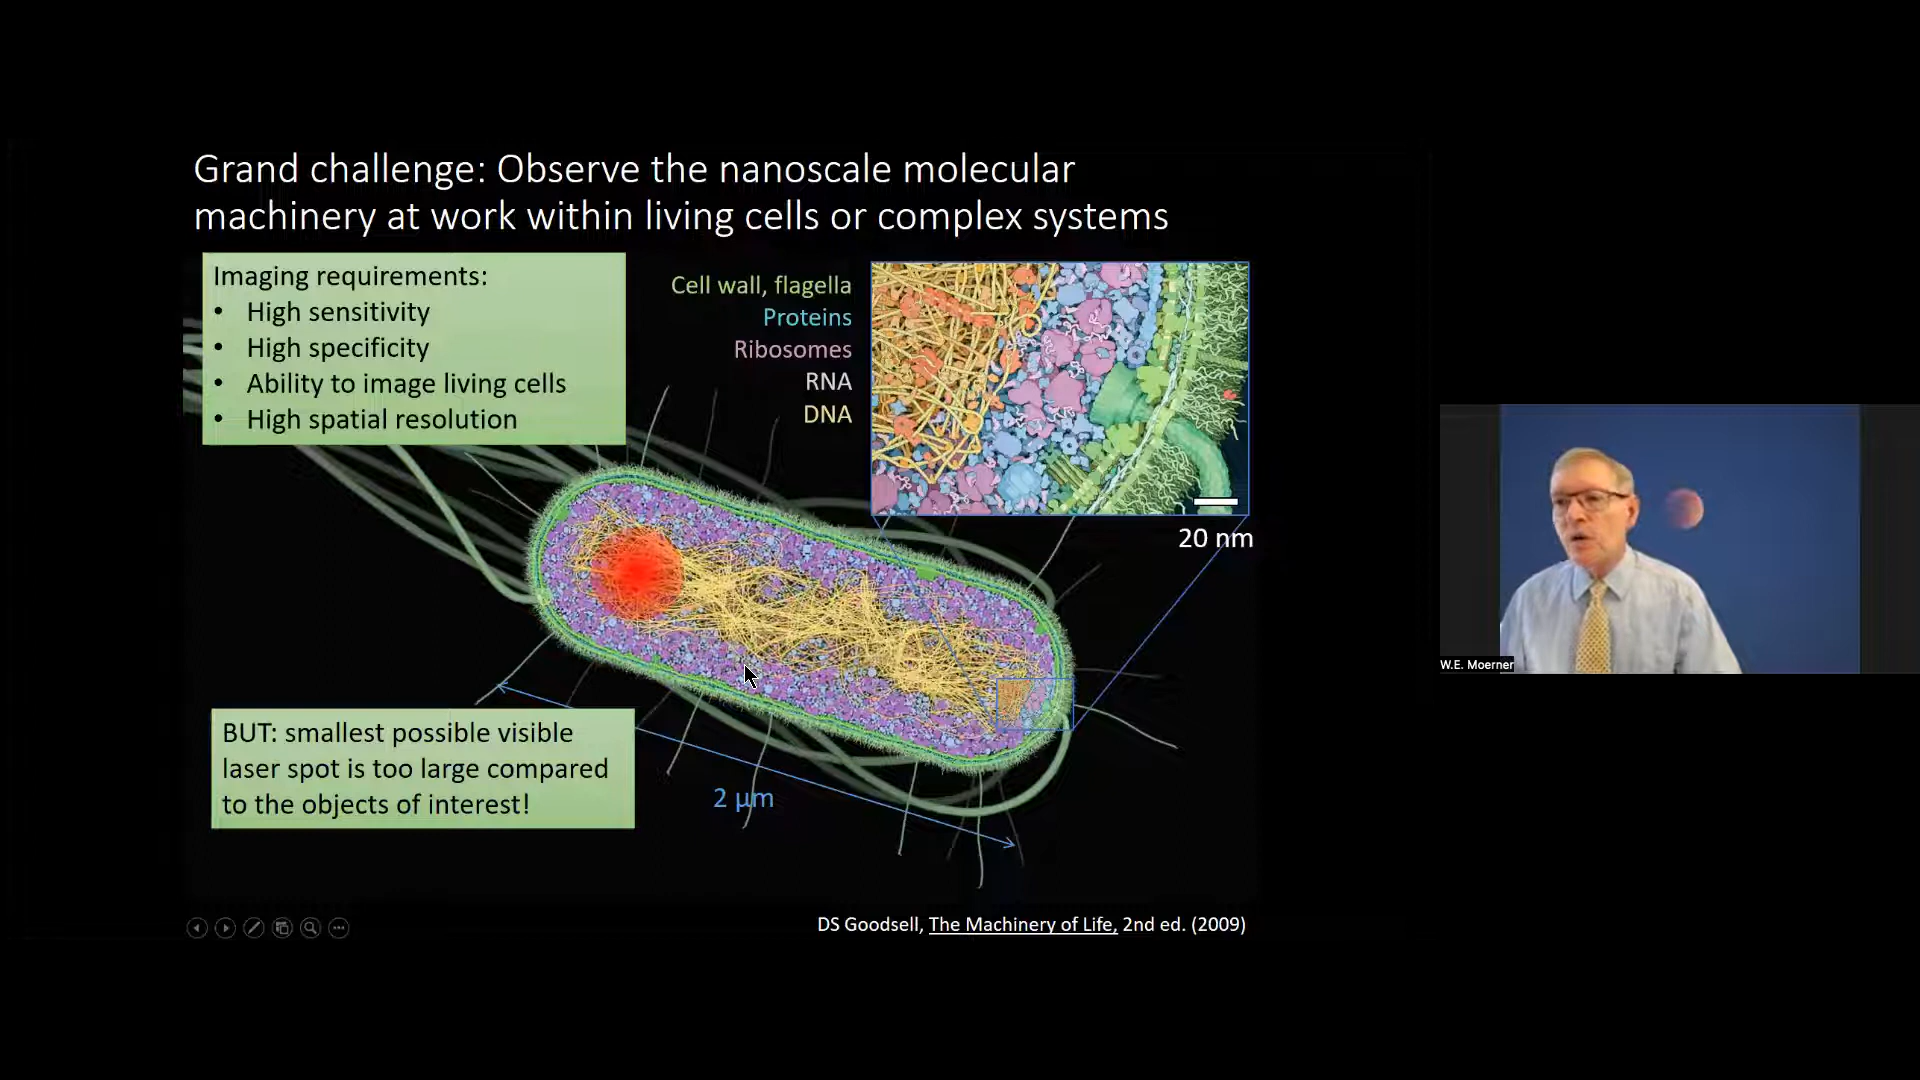 Grand challenge: Observe the nanoscale molecular
machinery at work within living cells or complex systems
Imaging requirements:
• High sensitivity
• High specificity
• Ability to image living cells
• High spatial resolution
Cell wall, flagella
Proteins
Ribosomes
RNA
DNA
20 nm
W.E. Moerner
BUT: smallest possible visible
laser spot is too large compared
to the objects of interest!
2 µm
DS Goodsell, The Machinery of Life, 2nd ed. (2009)